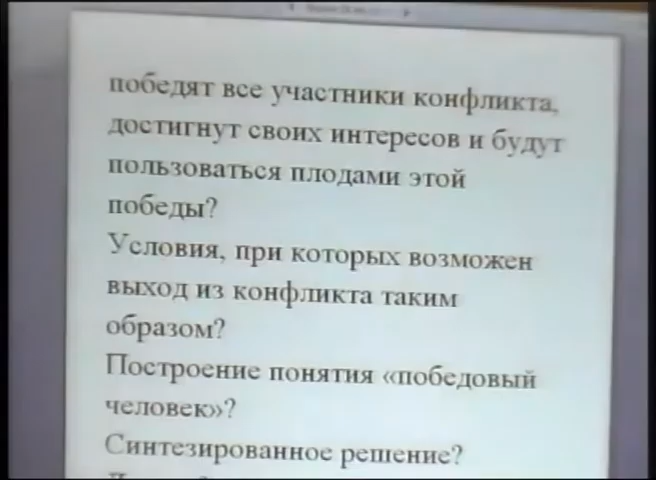 победят все участники конфликта,
достигнут своих интересов и будут
пользоваться плодами этой
победы?
Условия, при которых возможен
выход из конфликта таким
образом?
Построение понятия «победовый
человек»?
Синтезированное решение?